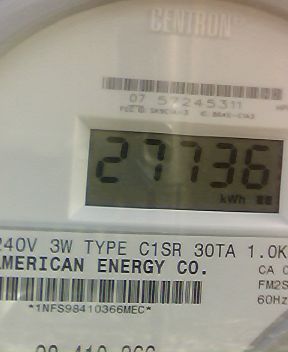 CENTRON
07 57245311
27736
kWh
240V 3W TYPE C1SR 30TA 1.0K
AMERICAN ENERGY CO.
CA
FM2S
60Hz
*1NFS98410366MEC*